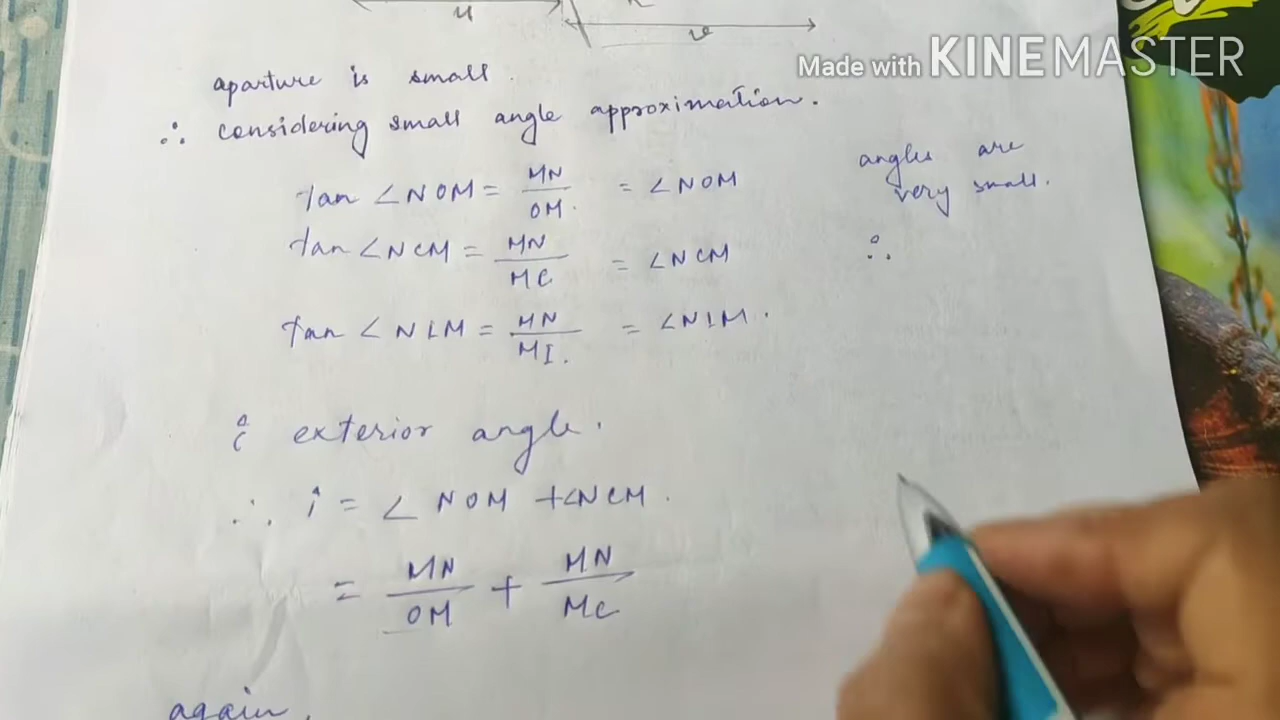 u
R
v
Made with KINEMASTER
aparture is small.
∴ considering small angle approximation.
tan ∠NOM = MN/OM. = ∠NOM
angles are
very small.
tan ∠NCM = MN/MC = ∠NCM
∴
tan ∠NIM = MN/MI. = ∠NIM.
i exterior angle.
∴ i = ∠NOM + ∠NCM.
= MN/OM + MN/MC
again,